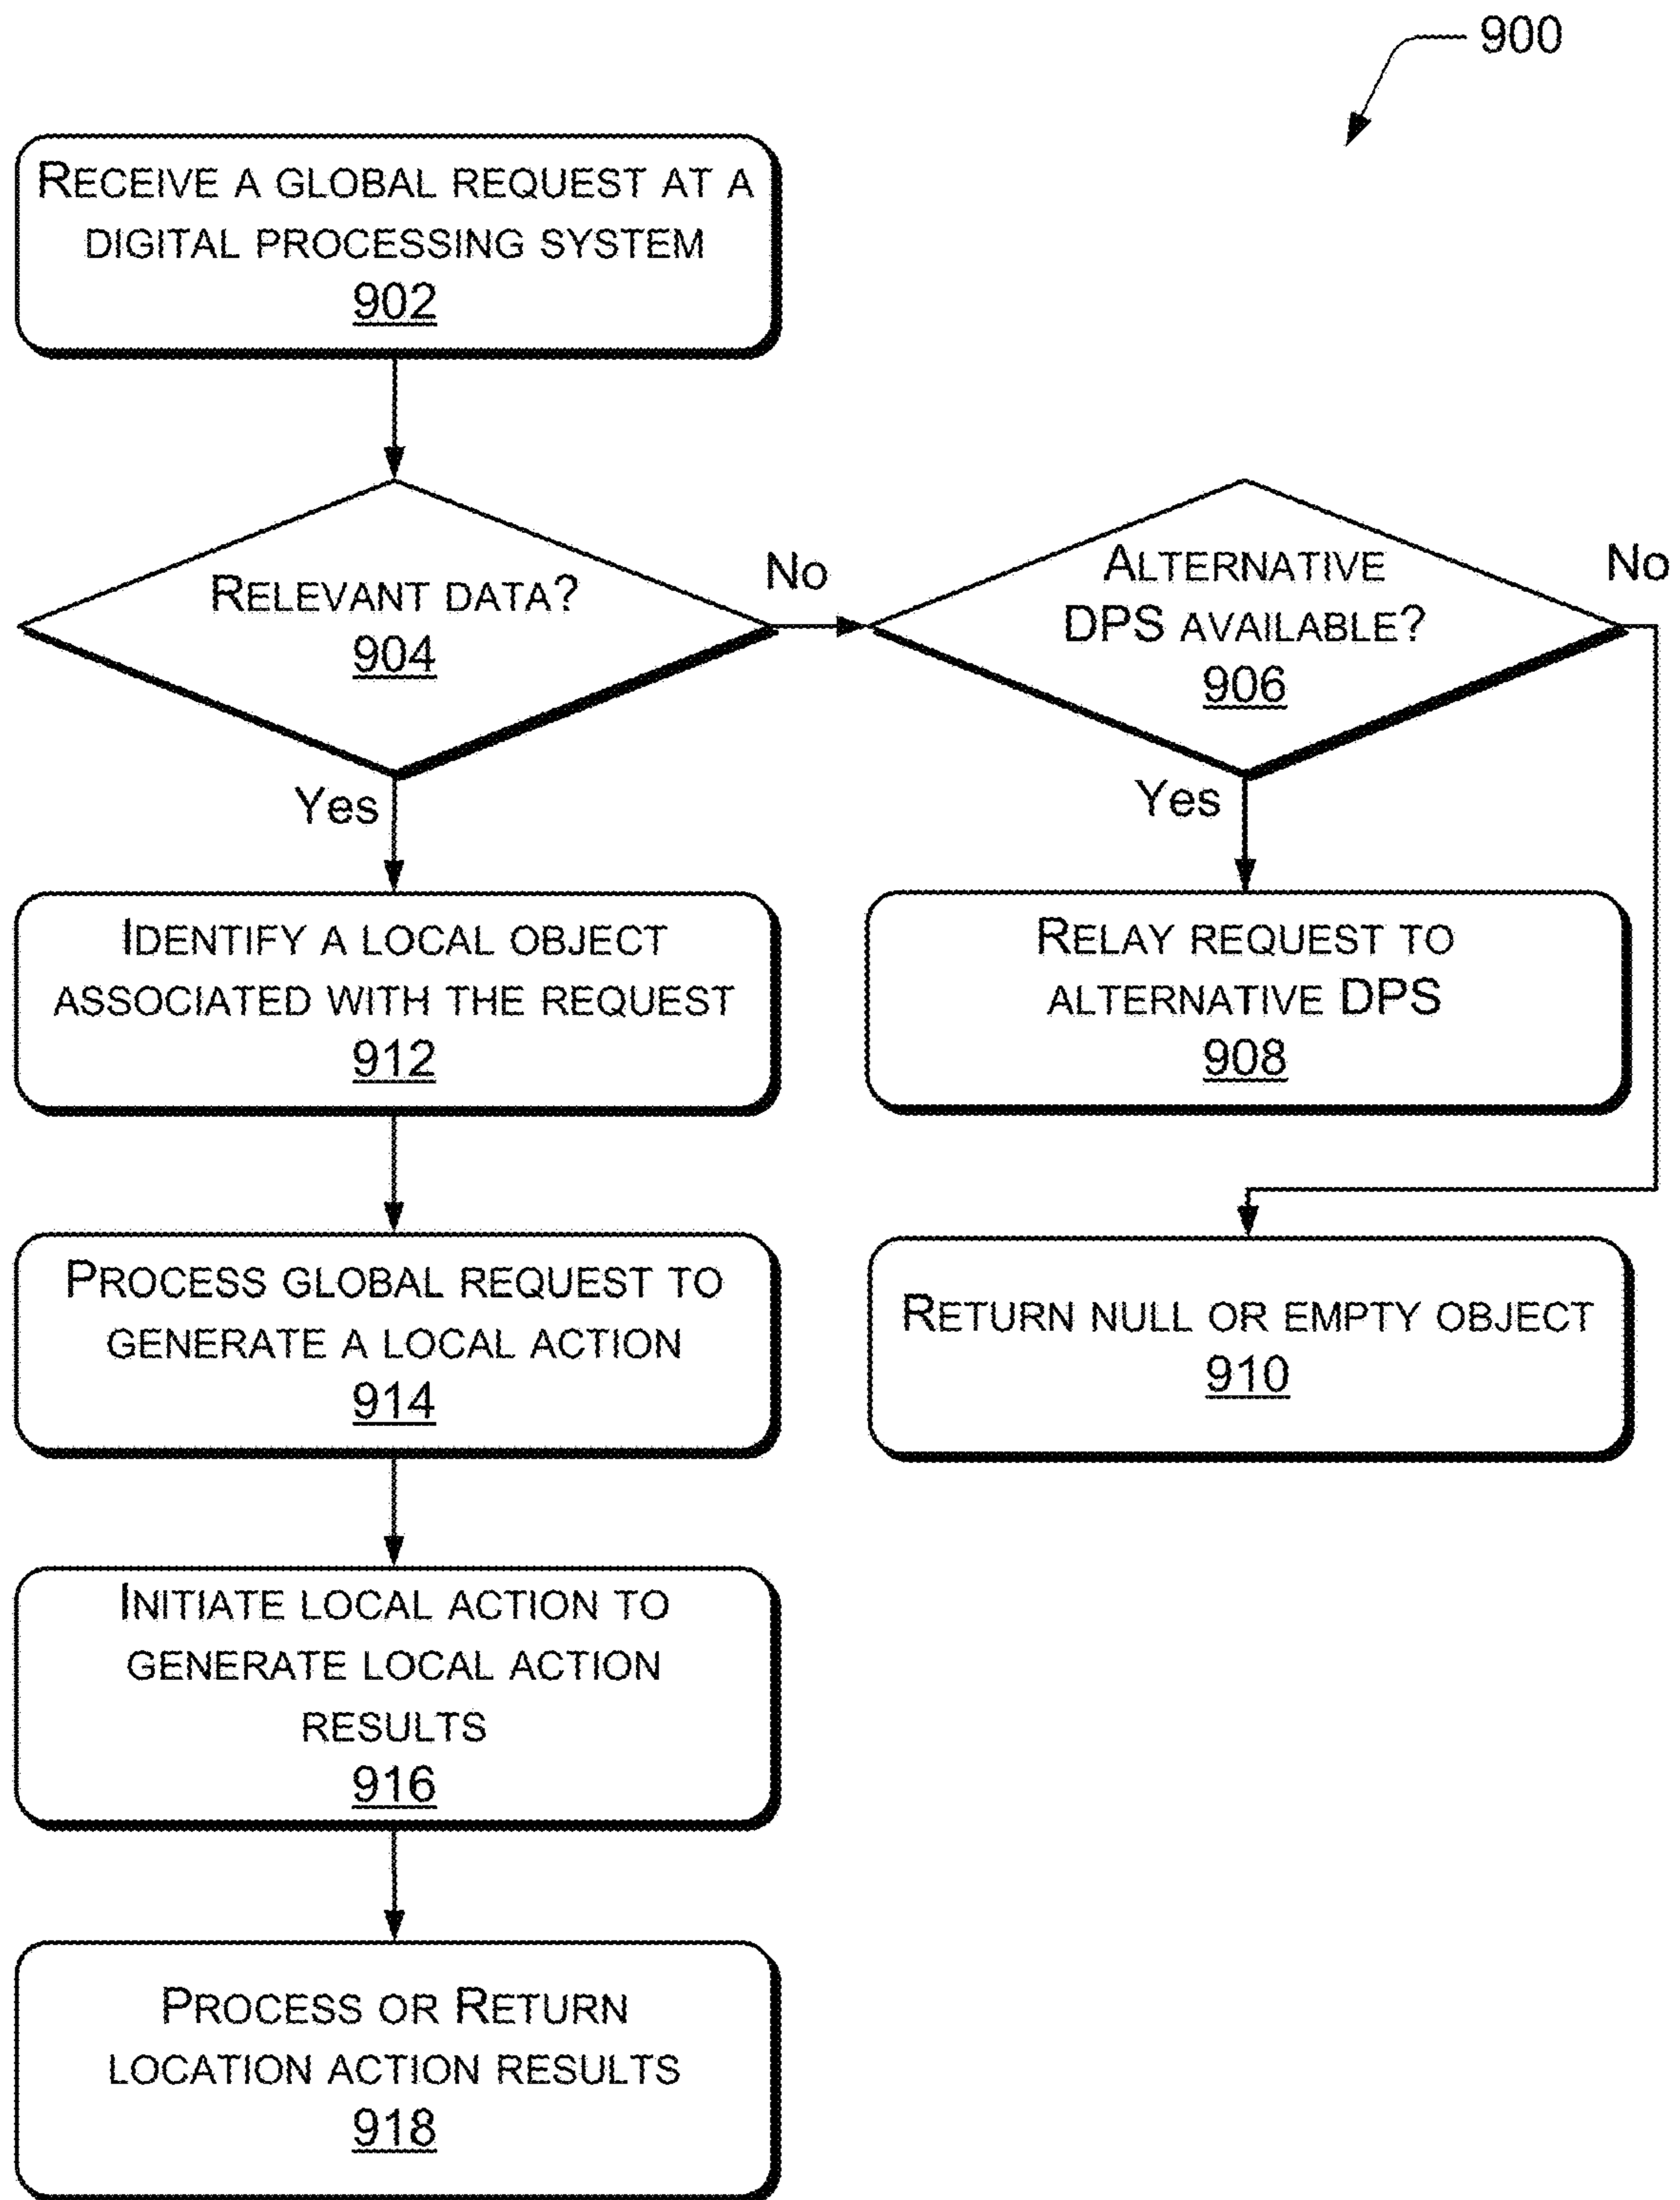 900
RECEIVE A GLOBAL REQUEST AT A
DIGITAL PROCESSING SYSTEM
902
RELEVANT DATA?
904
No
ALTERNATIVE
DPS AVAILABLE?
906
No
Yes
Yes
IDENTIFY A LOCAL OBJECT
ASSOCIATED WITH THE REQUEST
912
RELAY REQUEST TO
ALTERNATIVE DPS
908
PROCESS GLOBAL REQUEST TO
GENERATE A LOCAL ACTION
914
RETURN NULL OR EMPTY OBJECT
910
INITIATE LOCAL ACTION TO
GENERATE LOCAL ACTION
RESULTS
916
PROCESS OR RETURN
LOCATION ACTION RESULTS
918